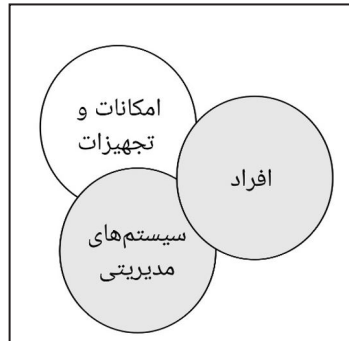 امکانات و
تجهیزات
افراد
سیستم‌های
مدیریتی